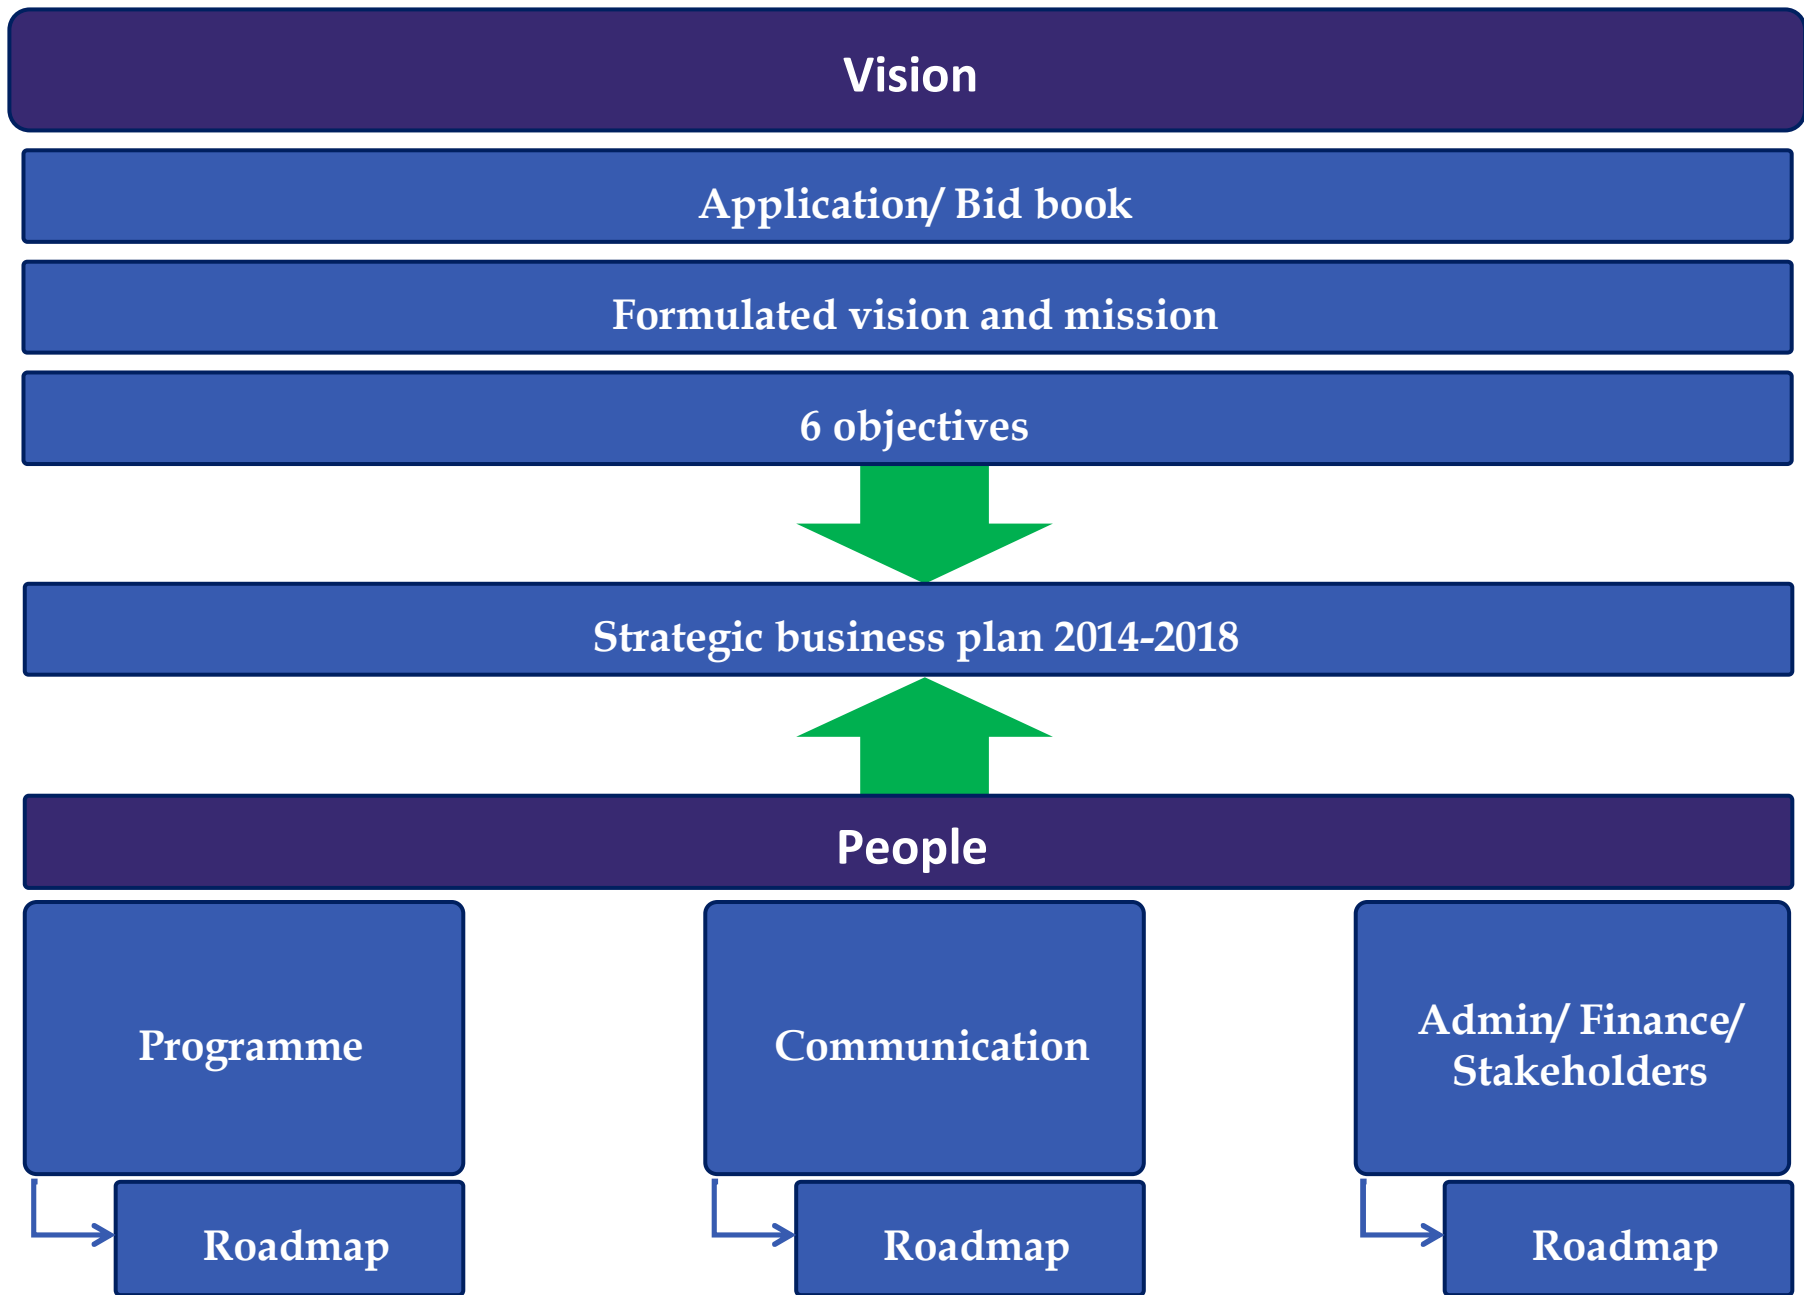 Vision
Application/ Bid book
Formulated vision and mission
6 objectives
Strategic business plan 2014-2018
People
Programme
Communication
Admin/ Finance/
Stakeholders
Roadmap
Roadmap
Roadmap